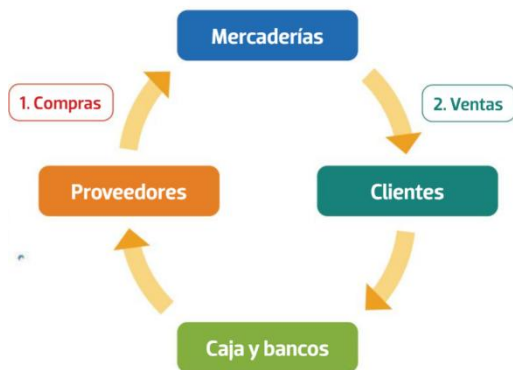 Mercaderías
1. Compras
2. Ventas
Proveedores
Clientes
Caja y bancos